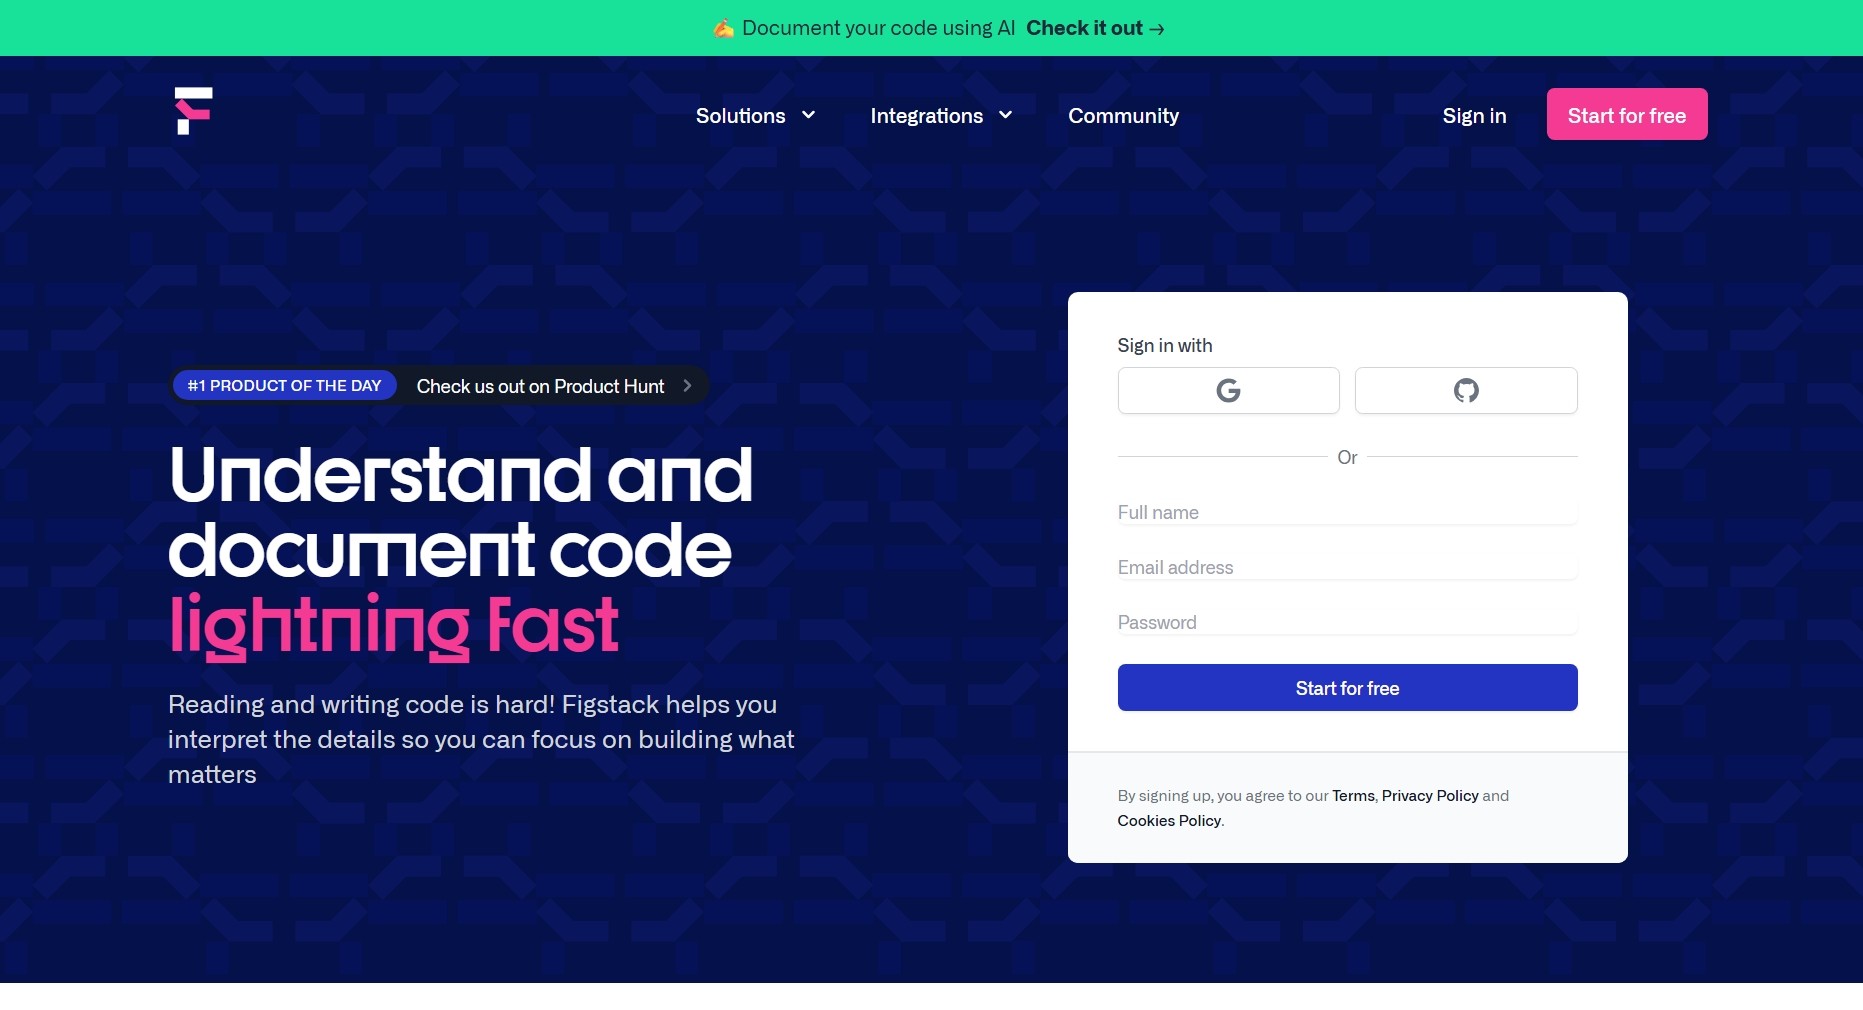 ✍️ Document your code using AI Check it out →
Solutions
Integrations
Community
Sign in
Start for free
#1 PRODUCT OF THE DAY Check us out on Product Hunt
Understand and
document code
lightning Fast
Reading and writing code is hard! Figstack helps you
interpret the details so you can focus on building what
matters
Sign in with
Or
Full name
Email address
Password
Start for free
By signing up, you agree to our Terms, Privacy Policy and
Cookies Policy.